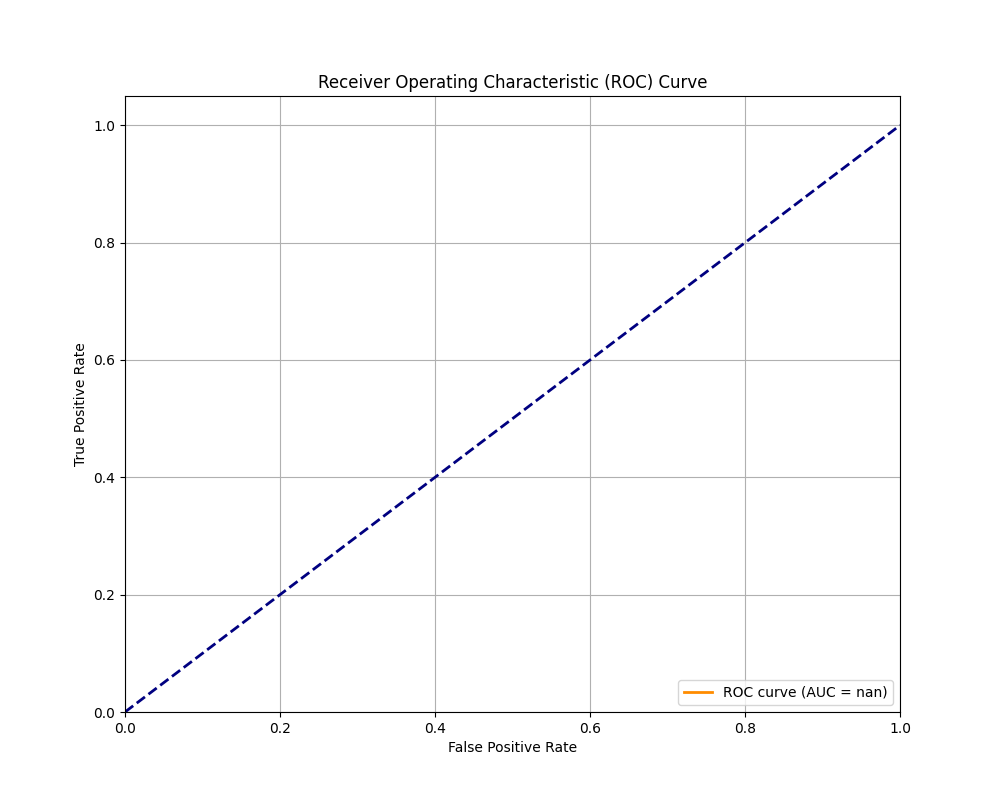 Receiver Operating Characteristic (ROC) Curve
True Positive Rate
1.0
0.8
0.6
0.4
0.2
0.0
ROC curve (AUC = nan)
0.0 0.2 0.4 0.6 0.8 1.0
False Positive Rate